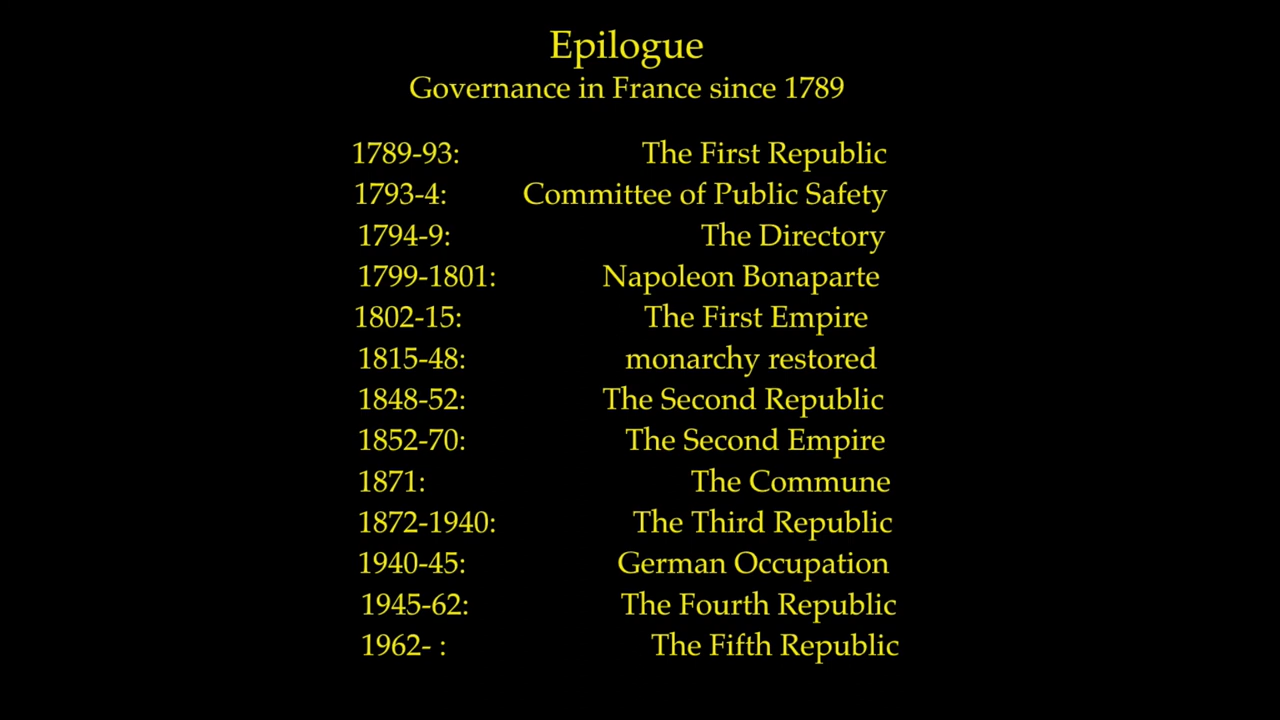 Epilogue
Governance in France since 1789
1789-93: The First Republic
1793-4: Committee of Public Safety
1794-9: The Directory
1799-1801: Napoleon Bonaparte
1802-15: The First Empire
1815-48: monarchy restored
1848-52: The Second Republic
1852-70: The Second Empire
1871: The Commune
1872-1940: The Third Republic
1940-45: German Occupation
1945-62: The Fourth Republic
1962- : The Fifth Republic